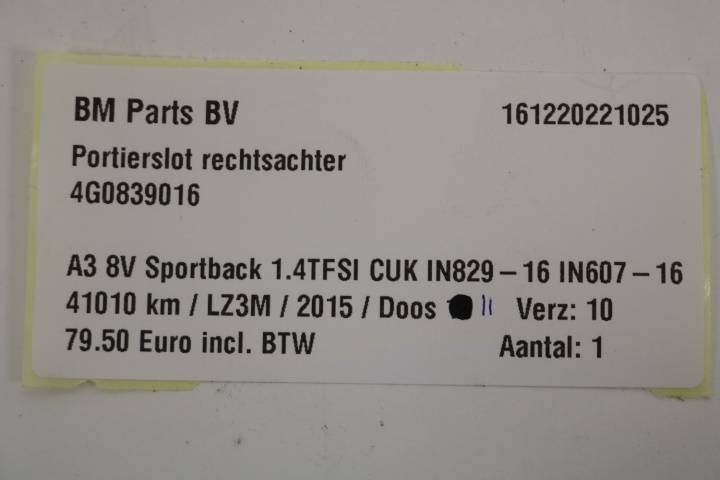 BM Parts BV 161220221025
Portierslot rechtsachter
4G0839016
A3 8V Sportback 1.4TFSI CUK IN829-16 IN607-16
41010 km / LZ3M / 2015 / Doos 11 Verz: 10
79.50 Euro incl. BTW Aantal: 1